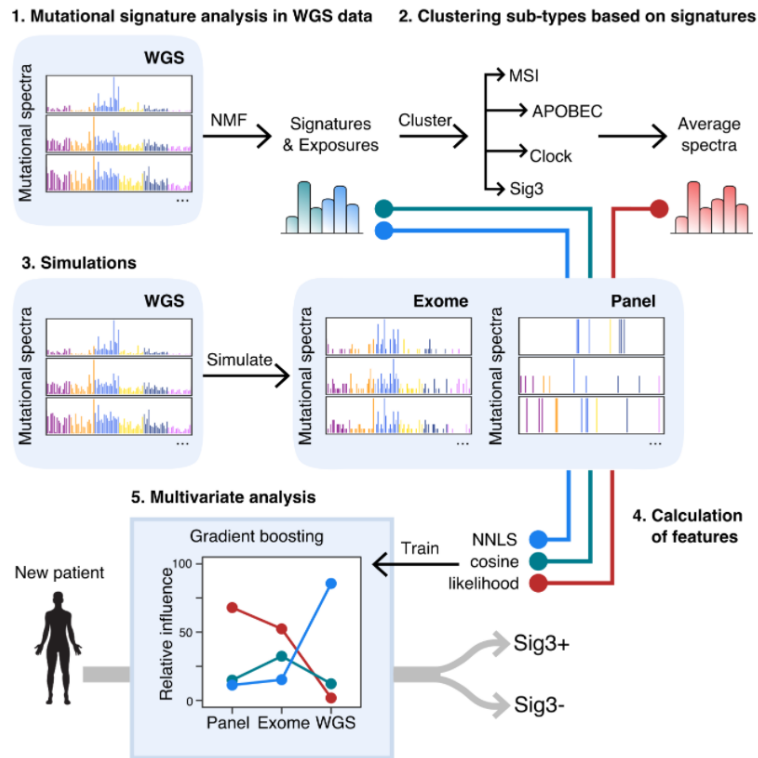 1. Mutational signature analysis in WGS data
2. Clustering sub-types based on signatures
WGS
Mutational spectra
...
NMF
Signatures
& Exposures
Cluster
MSI
APOBEC
Clock
Sig3
Average
spectra
3. Simulations
WGS
Mutational spectra
...
Simulate
Exome
Mutational spectra
...
Panel
Mutational spectra
...
4. Calculation
of features
NNLS
cosine
likelihood
Train
5. Multivariate analysis
Gradient boosting
Relative influence
100
50
0
Panel Exome WGS
New patient
Sig3+
Sig3-